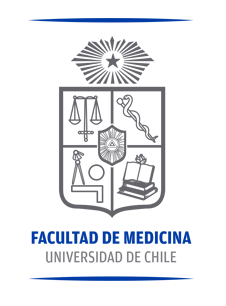 FACULTAD DE MEDICINA
UNIVERSIDAD DE CHILE